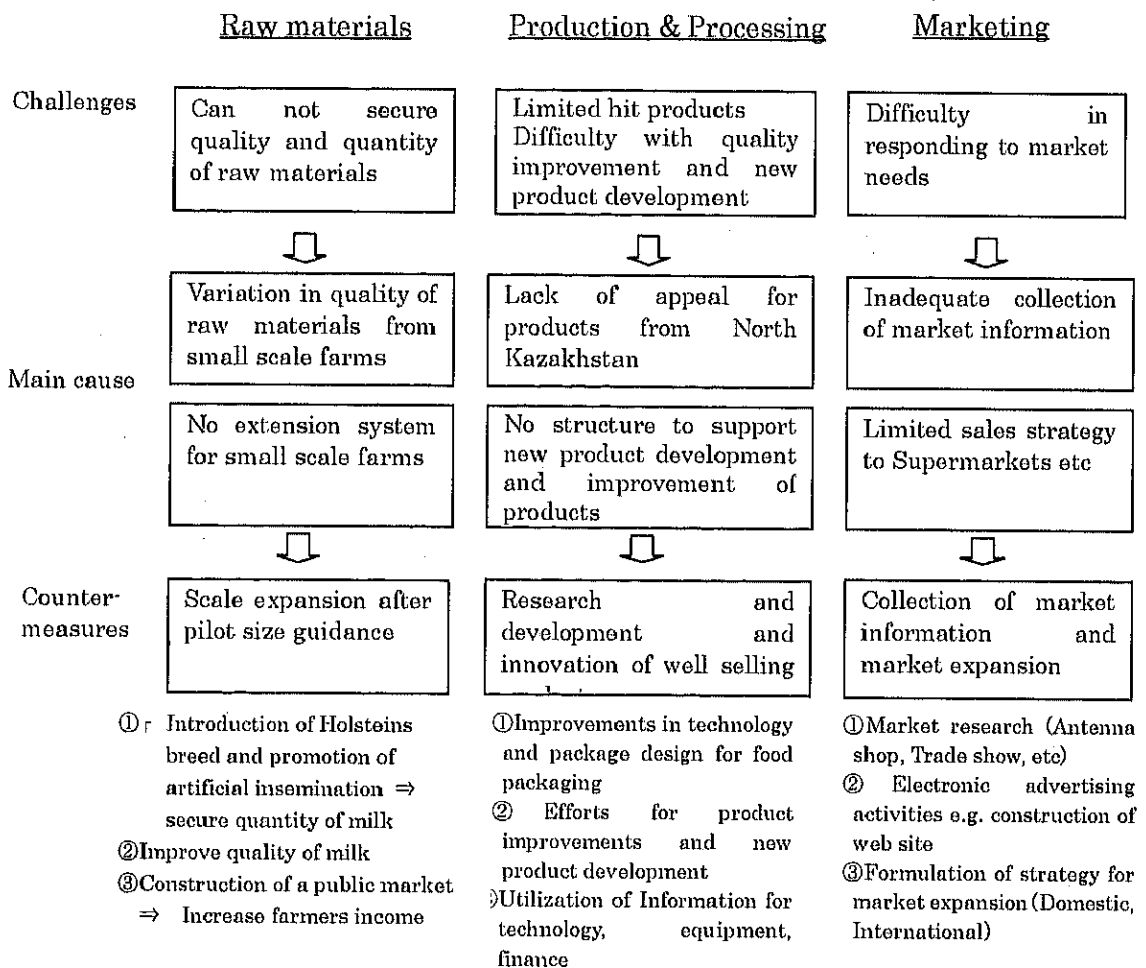 Raw materials
Production & Processing
Marketing
Challenges
Can not secure
quality and quantity
of raw materials
Limited hit products
Difficulty with quality
improvement and new
product development
Difficulty in
responding to market
needs
Main cause
Variation in quality of
raw materials from
small scale farms
Lack of appeal for
products from North
Kazakhstan
Inadequate collection
of market information
No extension system
for small scale farms
No structure to support
new product development
and improvement of
products
Limited sales strategy
to Supermarkets etc
Counter-
measures
Scale expansion after
pilot size guidance
Research and
development and
innovation of well selling
Collection of market
information and
market expansion
① Introduction of Holsteins
breed and promotion of
artificial insemination ⇒
secure quantity of milk
②Improve quality of milk
③Construction of a public market
⇒ Increase farmers income
①Improvements in technology
and package design for food
packaging
② Efforts for product
improvements and new
product development
)Utilization of Information for
technology, equipment,
finance
①Market research (Antenna
shop, Trade show, etc)
② Electronic advertising
activities e.g. construction of
web site
③Formulation of strategy for
market expansion (Domestic,
International)